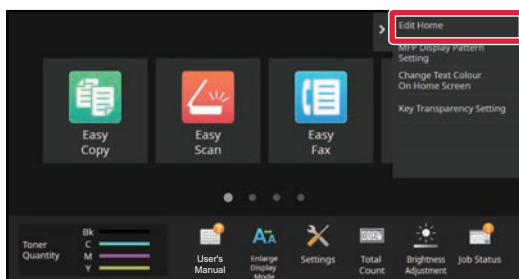 Edit Home
MFP Display Pattern
Setting
Change Text Colour
On Home Screen
Key Transparency Setting
Easy
Copy
Easy
Scan
Easy
Fax
Toner
Quantity
Bk
C
M
Y
User's
Manual
Enlarge
Display
Mode
Settings
Total
Count
Brightness
Adjustment
Job Status